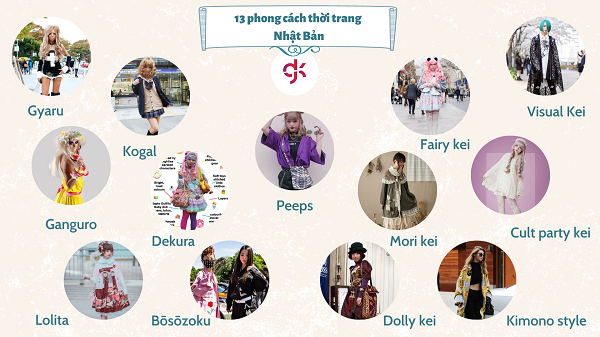 13 phong cách thời trang
Nhật Bản
gk
Gyaru
Kogal
Fairy kei
Visual Kei
Ganguro
Dekura
Peeps
Mori kei
Cult party kei
Lolita
Bōsōzoku
Dolly kei
Kimono style